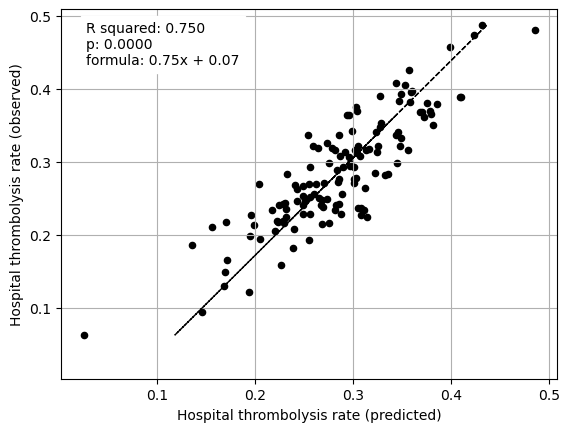 R squared: 0.750
p: 0.0000
formula: 0.75x + 0.07
0.5
0.4
0.3
0.2
0.1
Hospital thrombolysis rate (observed)
0.1 0.2 0.3 0.4 0.5
Hospital thrombolysis rate (predicted)